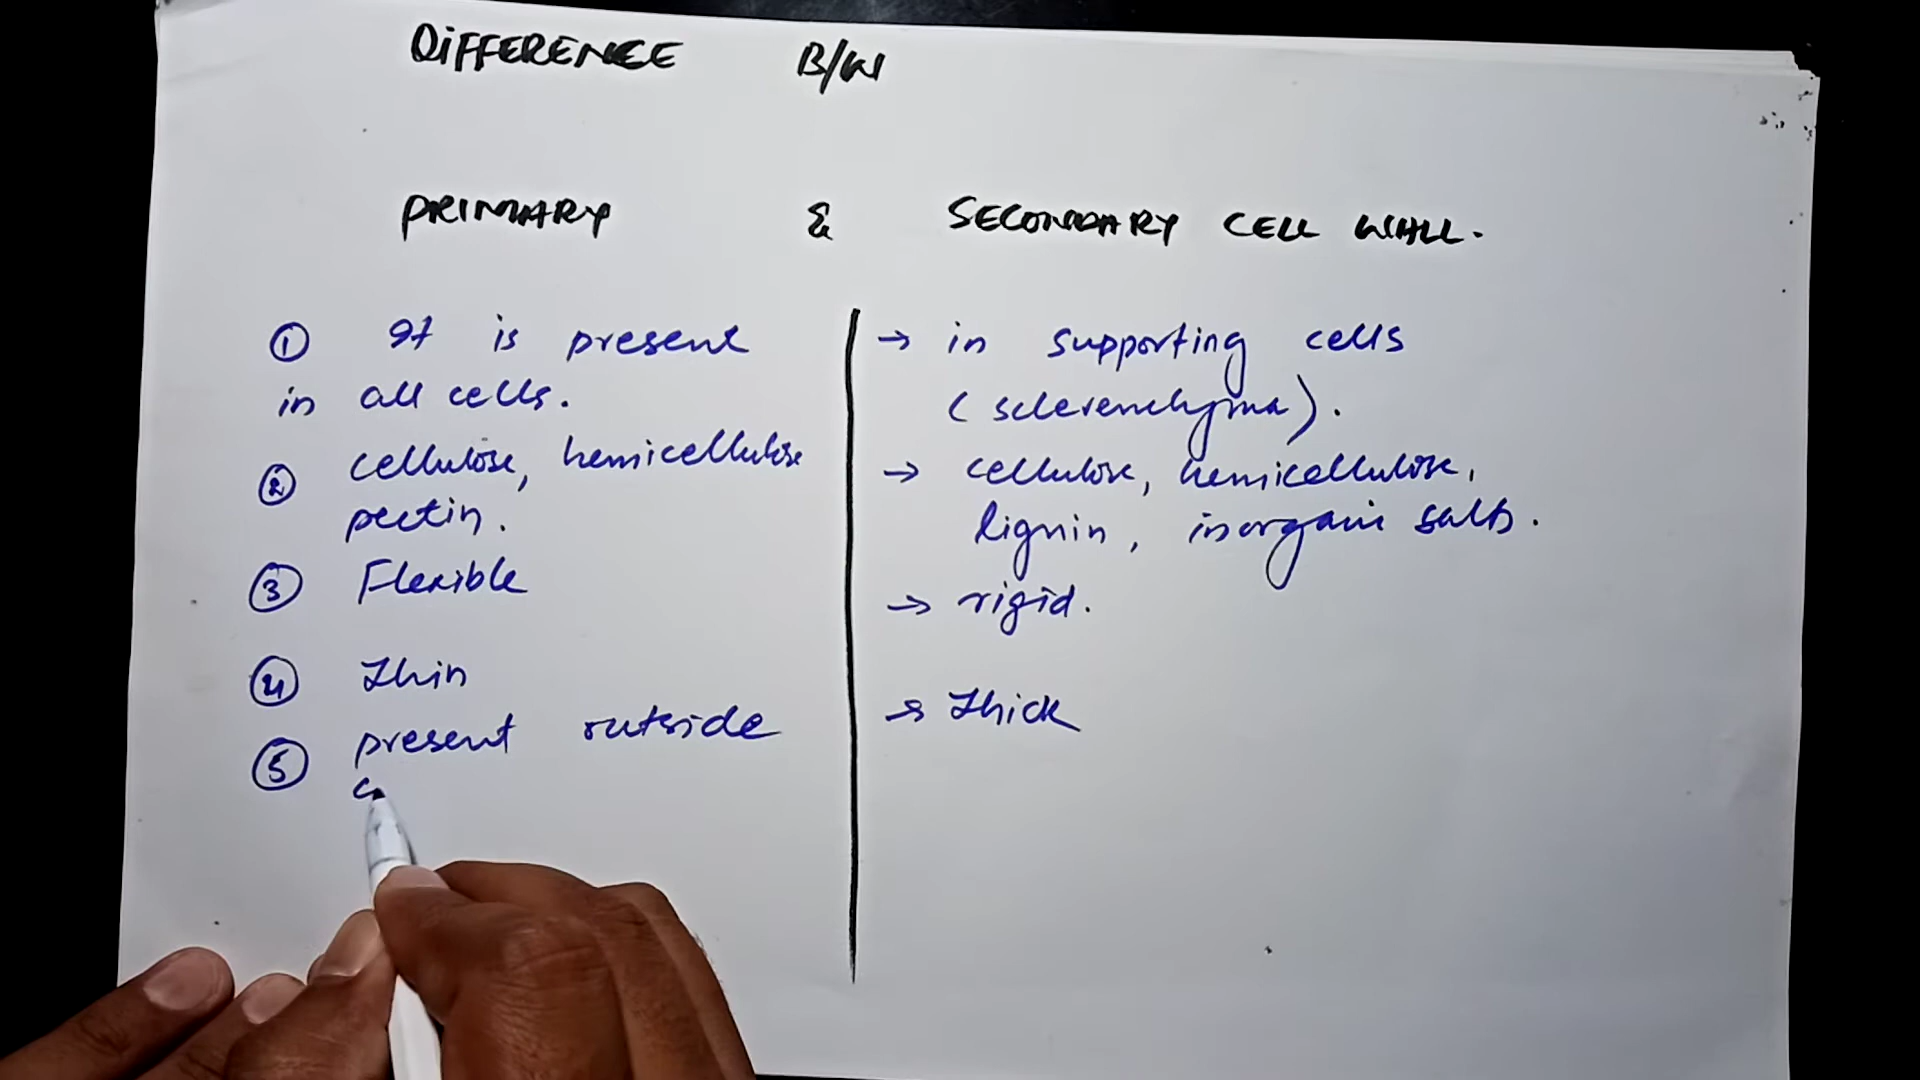 DIFFERENCE B/W
PRIMARY & SECONDARY CELL WALL.
① It is present
in all cells.
② cellulose, hemicellulose
pectin.
③ Flexible
④ Thin
⑤ present outside
c
→ in supporting cells
(sclerenchyma).
→ cellulose, hemicellulose,
lignin, inorganic salts.
→ rigid.
→ Thick